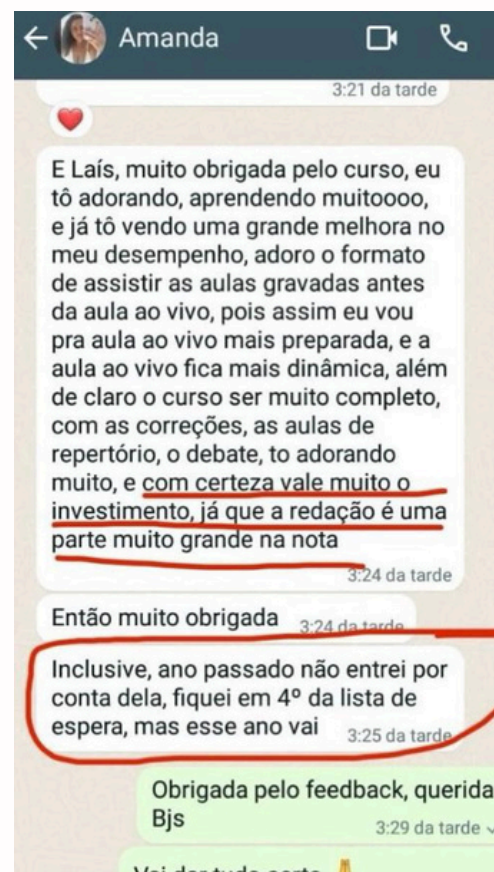 Amanda
3:21 da tarde
E Laís, muito obrigada pelo curso, eu
tô adorando, aprendendo muitoooo,
e já tô vendo uma grande melhora no
meu desempenho, adoro o formato
de assistir as aulas gravadas antes
da aula ao vivo, pois assim eu vou
pra aula ao vivo mais preparada, e a
aula ao vivo fica mais dinâmica, além
de claro o curso ser muito completo,
com as correções, as aulas de
repertório, o debate, to adorando
muito, e com certeza vale muito o
investimento, já que a redação é uma
parte muito grande na nota
3:24 da tarde
Então muito obrigada 3:24 da tarde
Inclusive, ano passado não entrei por
conta dela, fiquei em 4º da lista de
espera, mas esse ano vai 3:25 da tarde
Obrigada pelo feedback, querida
Bjs 3:29 da tarde
Vai dar tudo certo